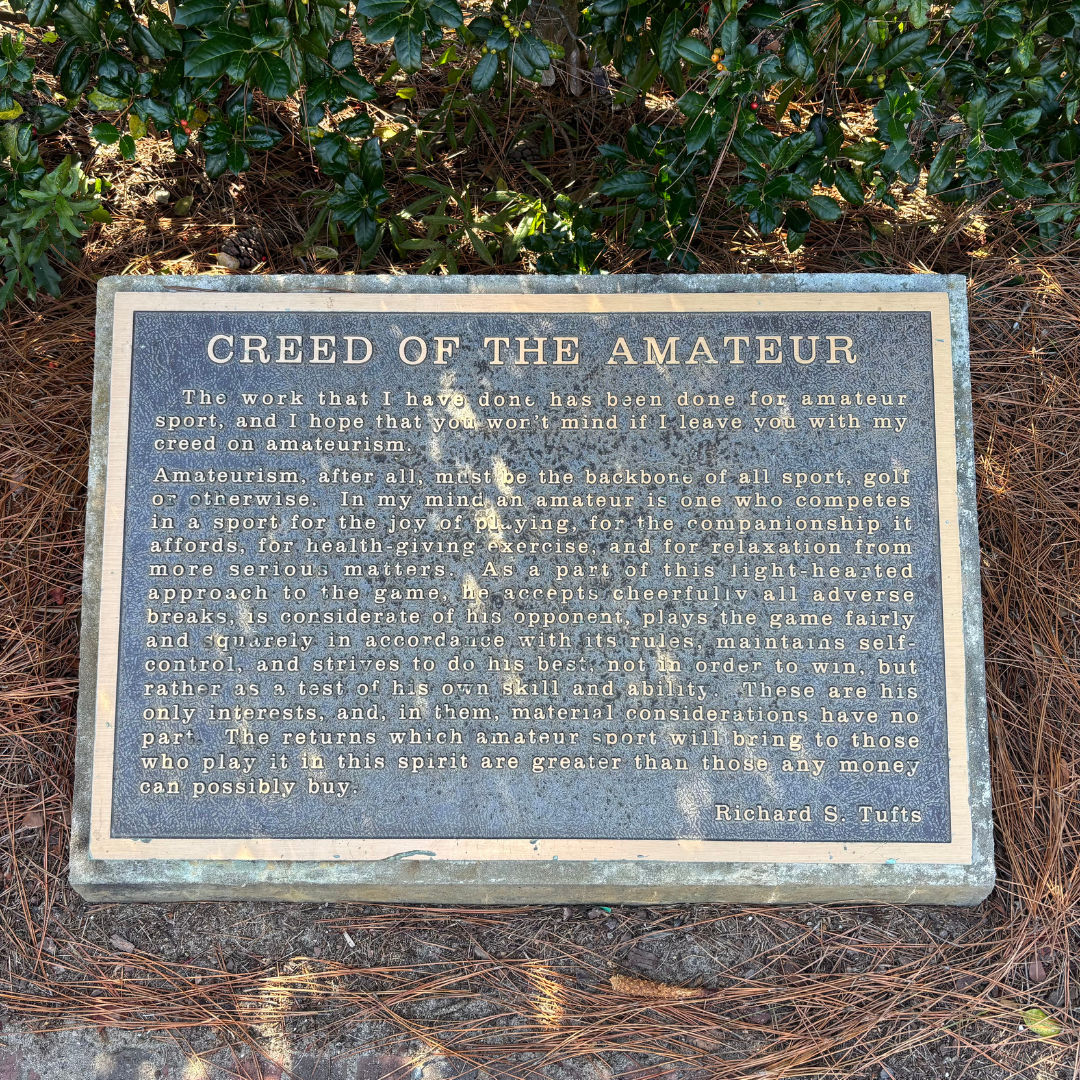 CREED OF THE AMATEUR
The work that I have done has been done for amateur
sport, and I hope that you won't mind if I leave you with my
creed on amateurism.
Amateurism, after all, must be the backbone of all sport, golf
or otherwise. In my mind an amateur is one who competes
in a sport for the joy of playing, for the companionship it
affords, for health-giving exercise, and for relaxation from
more serious matters. As a part of this light-hearted
approach to the game, he accepts cheerfully all adverse
breaks, is considerate of his opponent, plays the game fairly
and squarely in accordance with its rules, maintains self-
control, and strives to do his best, not in order to win, but
rather as a test of his own skill and ability. These are his
only interests, and, in them, material considerations have no
part. The returns which amateur sport will bring to those
who play it in this spirit are greater than those any money
can possibly buy.
Richard S. Tufts